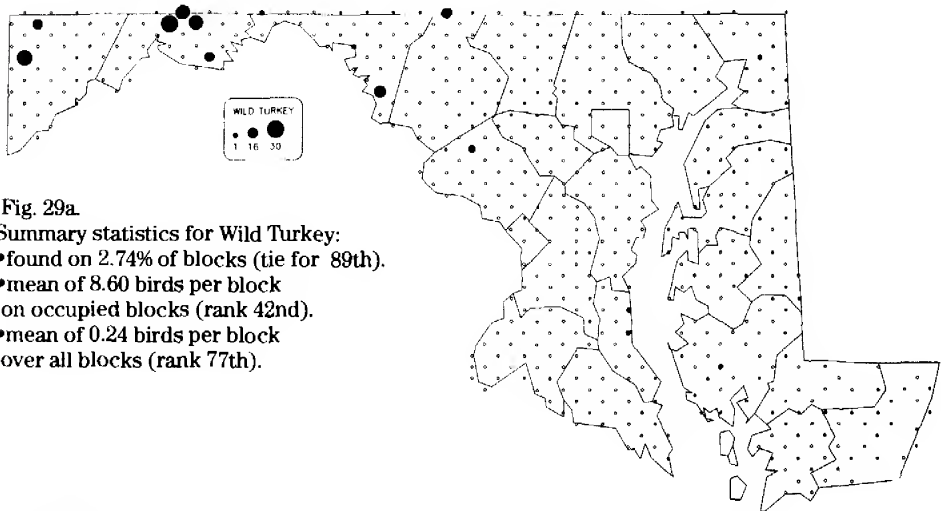 WILD TURKEY
1 16 30
Fig. 29a.
Summary statistics for Wild Turkey:
•found on 2.74% of blocks (tie for 89th).
•mean of 8.60 birds per block
on occupied blocks (rank 42nd).
•mean of 0.24 birds per block
over all blocks (rank 77th).